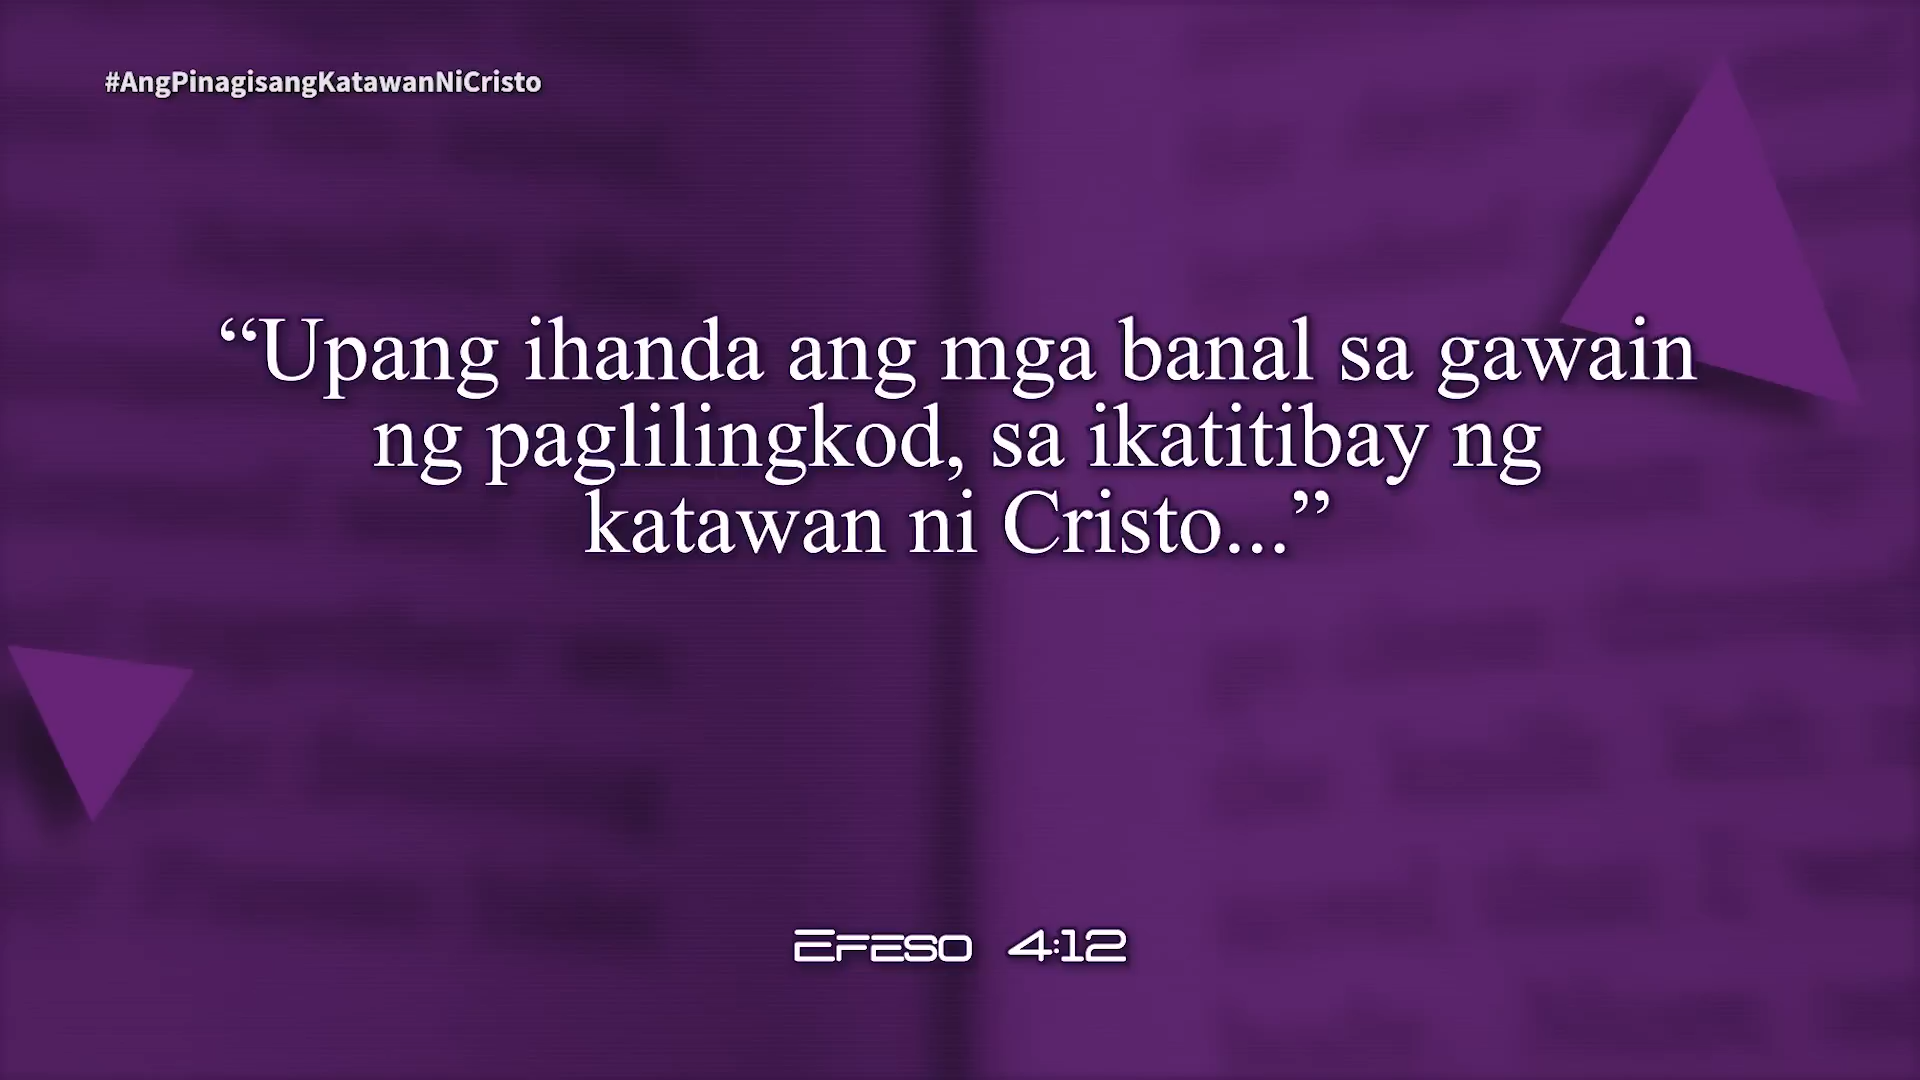 #AngPinagisangKatawanNiCristo
“Upang ihanda ang mga banal sa gawain
ng paglilingkod, sa ikatitibay ng
katawan ni Cristo...”
Efeso 4:12